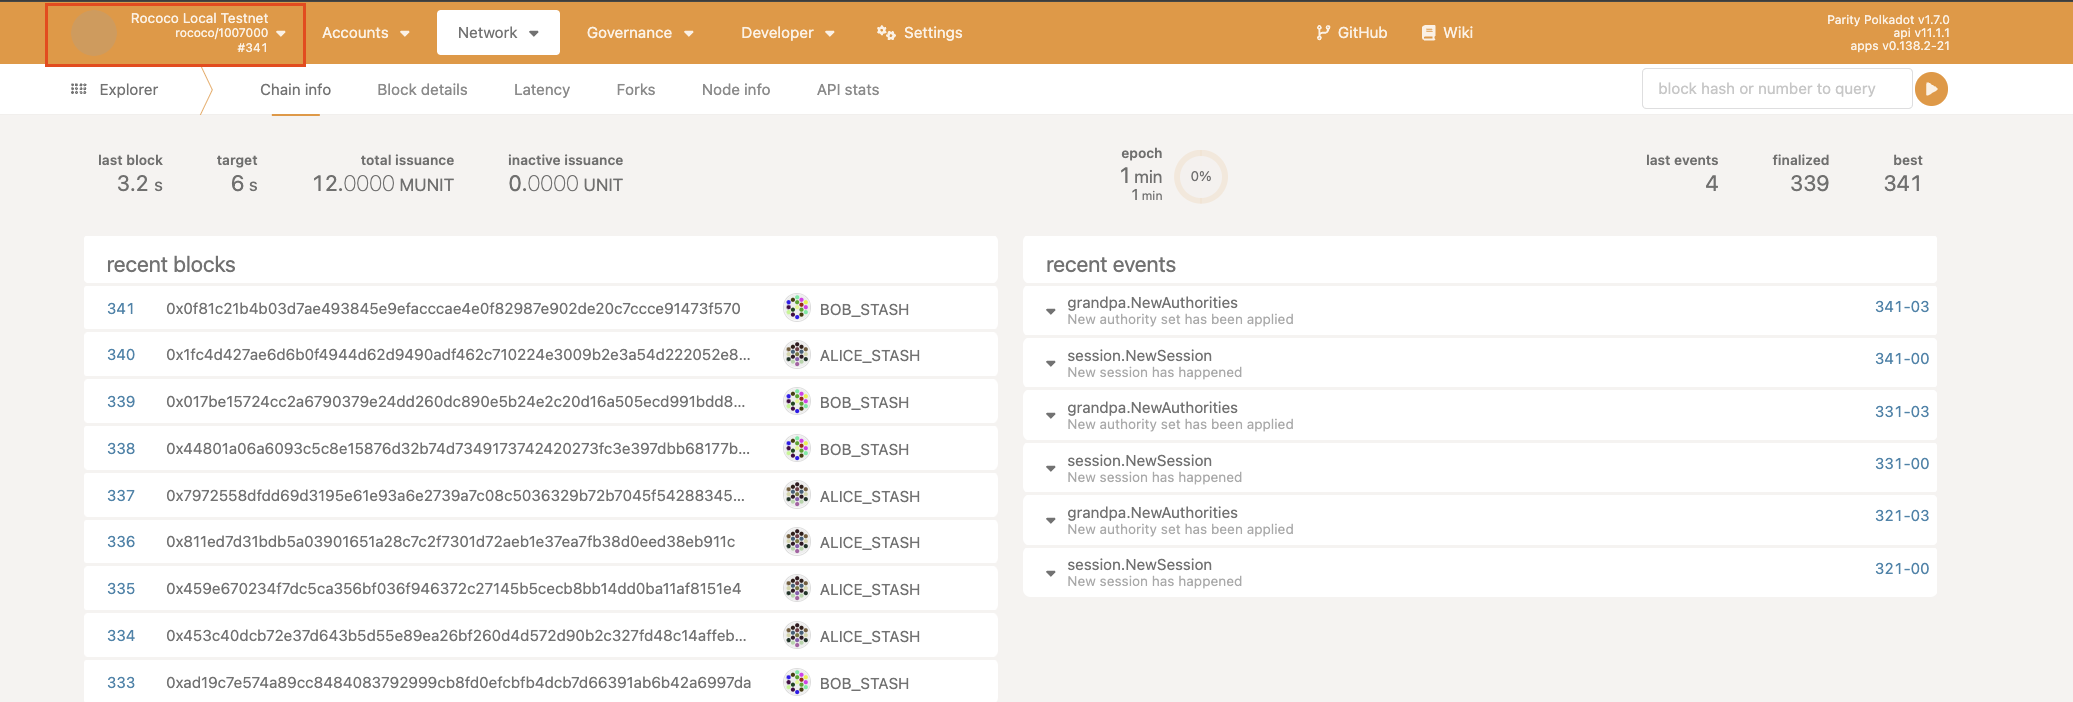 Rococo Local Testnet
rococo/1007000
#341
Accounts
Network
Governance
Developer
Settings
GitHub
Wiki
Parity Polkadot v1.7.0
api v11.1.1
apps v0.138.2-21
Explorer
Chain info
Block details
Latency
Forks
Node info
API stats
block hash or number to query
last block
3.2 s
target
6 s
total issuance
12.0000 MUNIT
inactive issuance
0.0000 UNIT
epoch
1 min
1 min
0%
last events
4
finalized
339
best
341
recent blocks
341 0x0f81c21b4b03d7ae493845e9efacccae4e0f82987e902de20c7ccce91473f570 BOB_STASH
340 0x1fc4d427ae6d6b0f4944d62d9490adf462c710224e3009b2e3a54d222052e8... ALICE_STASH
339 0x017be15724cc2a6790379e24dd260dc890e5b24e2c20d16a505ecd991bdd8... BOB_STASH
338 0x44801a06a6093c5c8e15876d32b74d7349173742420273fc3e397dbb68177b... BOB_STASH
337 0x7972558dfdd69d3195e61e93a6e2739a7c08c5036329b72b7045f54288345... ALICE_STASH
336 0x811ed7d31bdb5a03901651a28c7c2f7301d72aeb1e37ea7fb38d0eed38eb911c ALICE_STASH
335 0x459e670234f7dc5ca356bf036f946372c27145b5cecb8bb14dd0ba11af8151e4 ALICE_STASH
334 0x453c40dcb72e37d643b5d55e89ea26bf260d4d572d90b2c327fd48c14affeb... ALICE_STASH
333 0xad19c7e574a89cc8484083792999cb8fd0efcbfb4dcb7d66391ab6b42a6997da BOB_STASH
recent events
grandpa.NewAuthorities 341-03
New authority set has been applied
session.NewSession 341-00
New session has happened
grandpa.NewAuthorities 331-03
New authority set has been applied
session.NewSession 331-00
New session has happened
grandpa.NewAuthorities 321-03
New authority set has been applied
session.NewSession 321-00
New session has happened